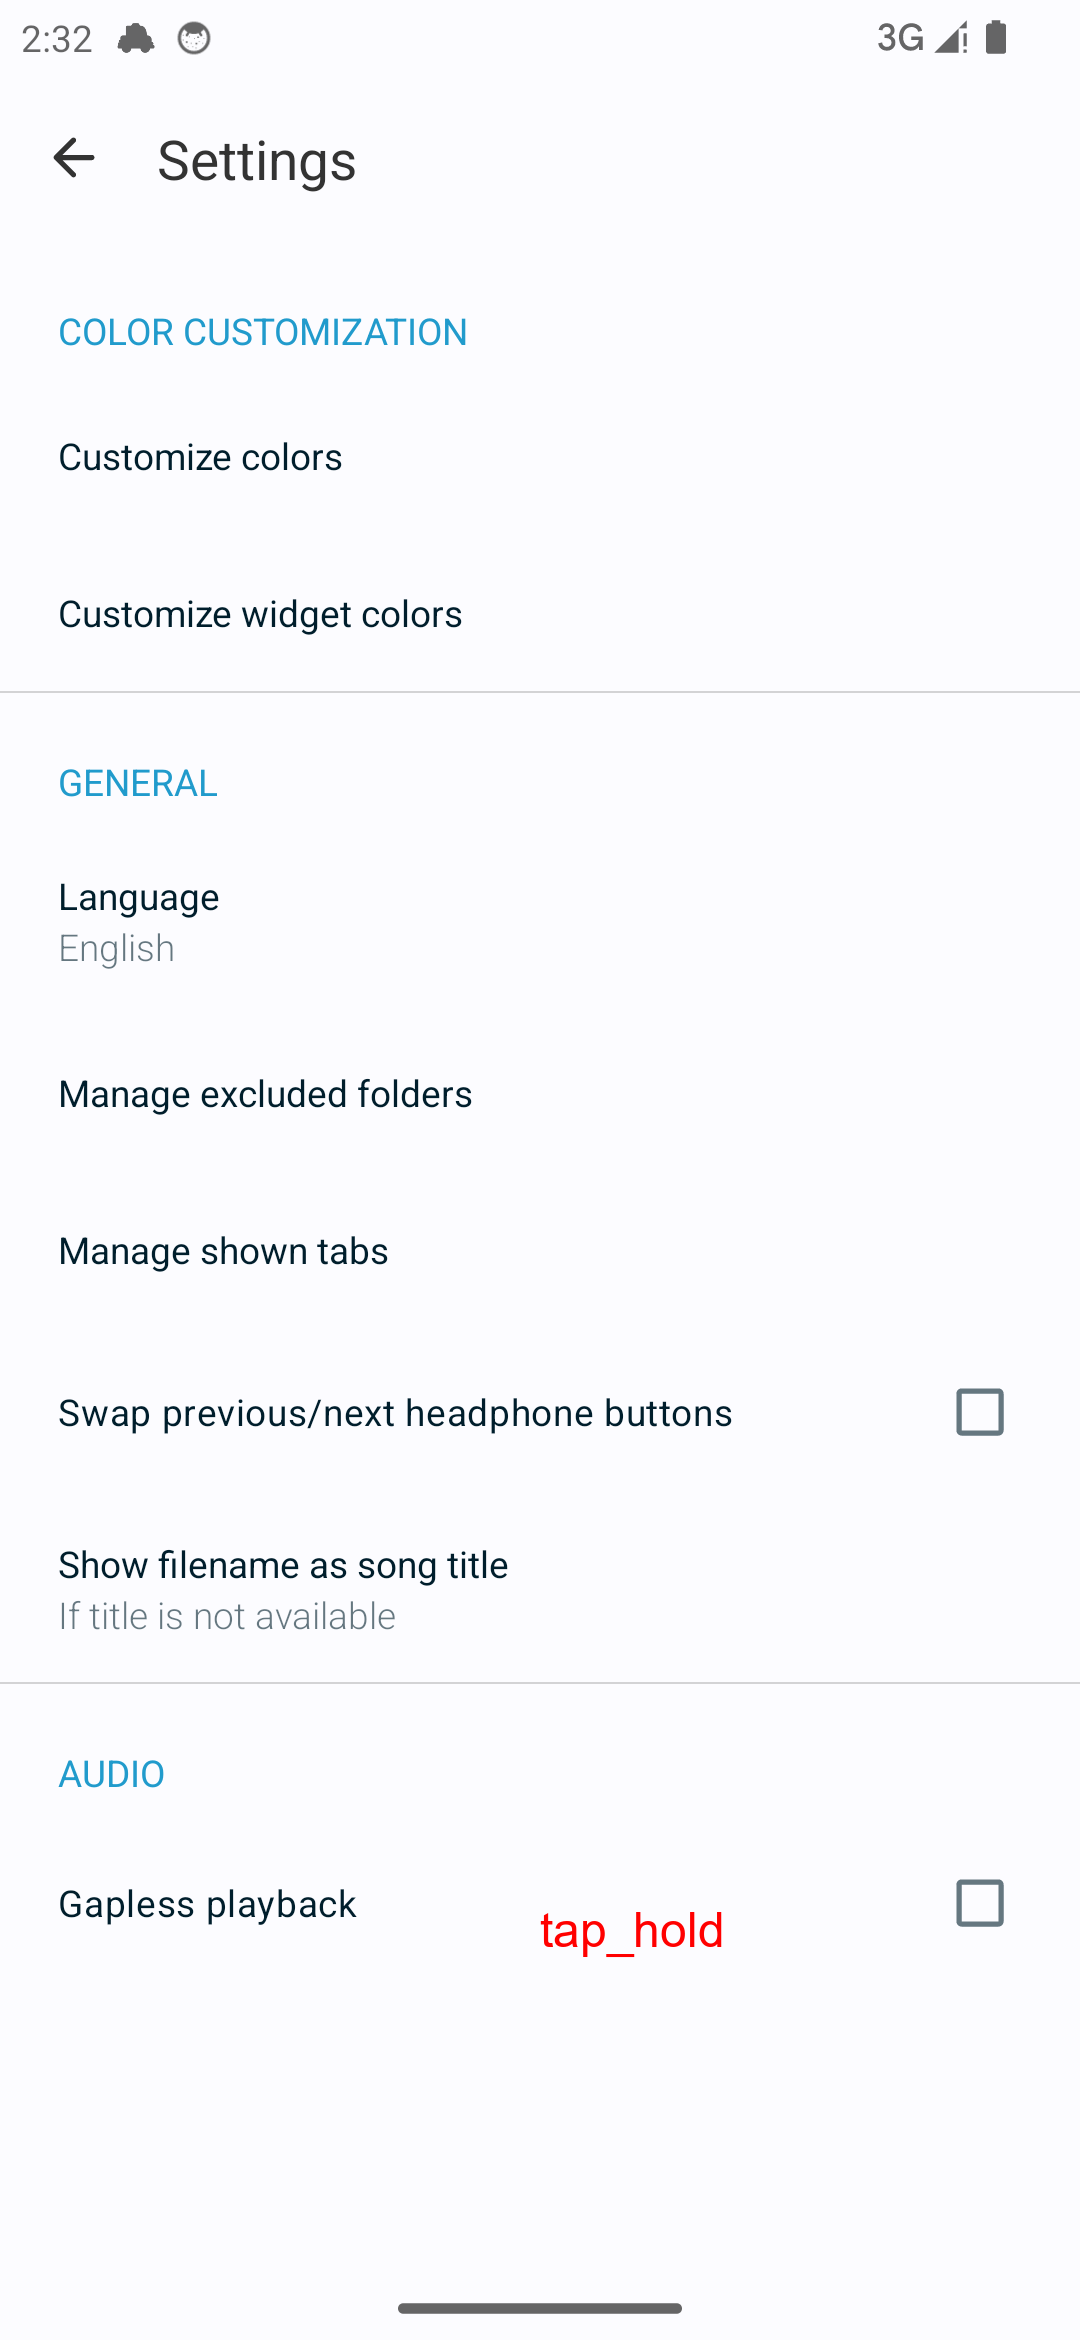 2:32
3G
Settings
COLOR CUSTOMIZATION
Customize colors
Customize widget colors
GENERAL
Language
English
Manage excluded folders
Manage shown tabs
Swap previous/next headphone buttons
Show filename as song title
If title is not available
AUDIO
Gapless playback
tap_hold